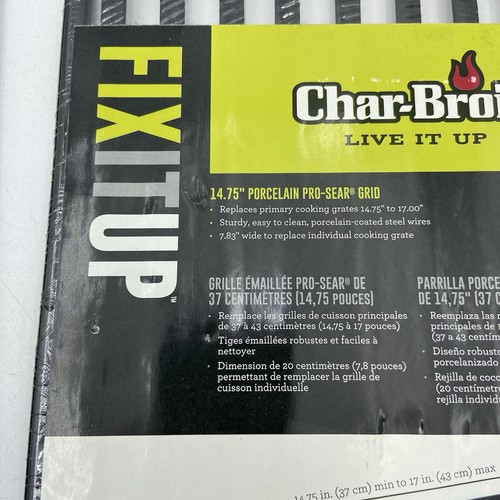 FIXITUP™
Char-Broi
LIVE IT UP
14.75" PORCELAIN PRO-SEAR® GRID
• Replaces primary cooking grates 14.75" to 17.00"
• Sturdy, easy to clean, porcelain-coated steel wires
• 7.83" wide to replace individual cooking grate
GRILLE ÉMAILLÉE PRO-SEAR® DE
37 CENTIMÈTRES (14,75 POUCES)
• Remplace les grilles de cuisson principales
de 37 à 43 centimètres (14,75 à 17 pouces)
Tiges émaillées robustes et faciles à
nettoyer
• Dimension de 20 centimètres (7,8 pouces)
permettant de remplacer la grille de
cuisson individuelle
PARRILLA PORCE
DE 14,75" (37 C
• Reemplaza las r
principales de 1
(37 a 43 centím
• Diseño robusto
porcelanizado
• Rejilla de cocc
(20 centímetr
rejilla individu
14.75 in. (37 cm) min to 17 in. (43 cm) max